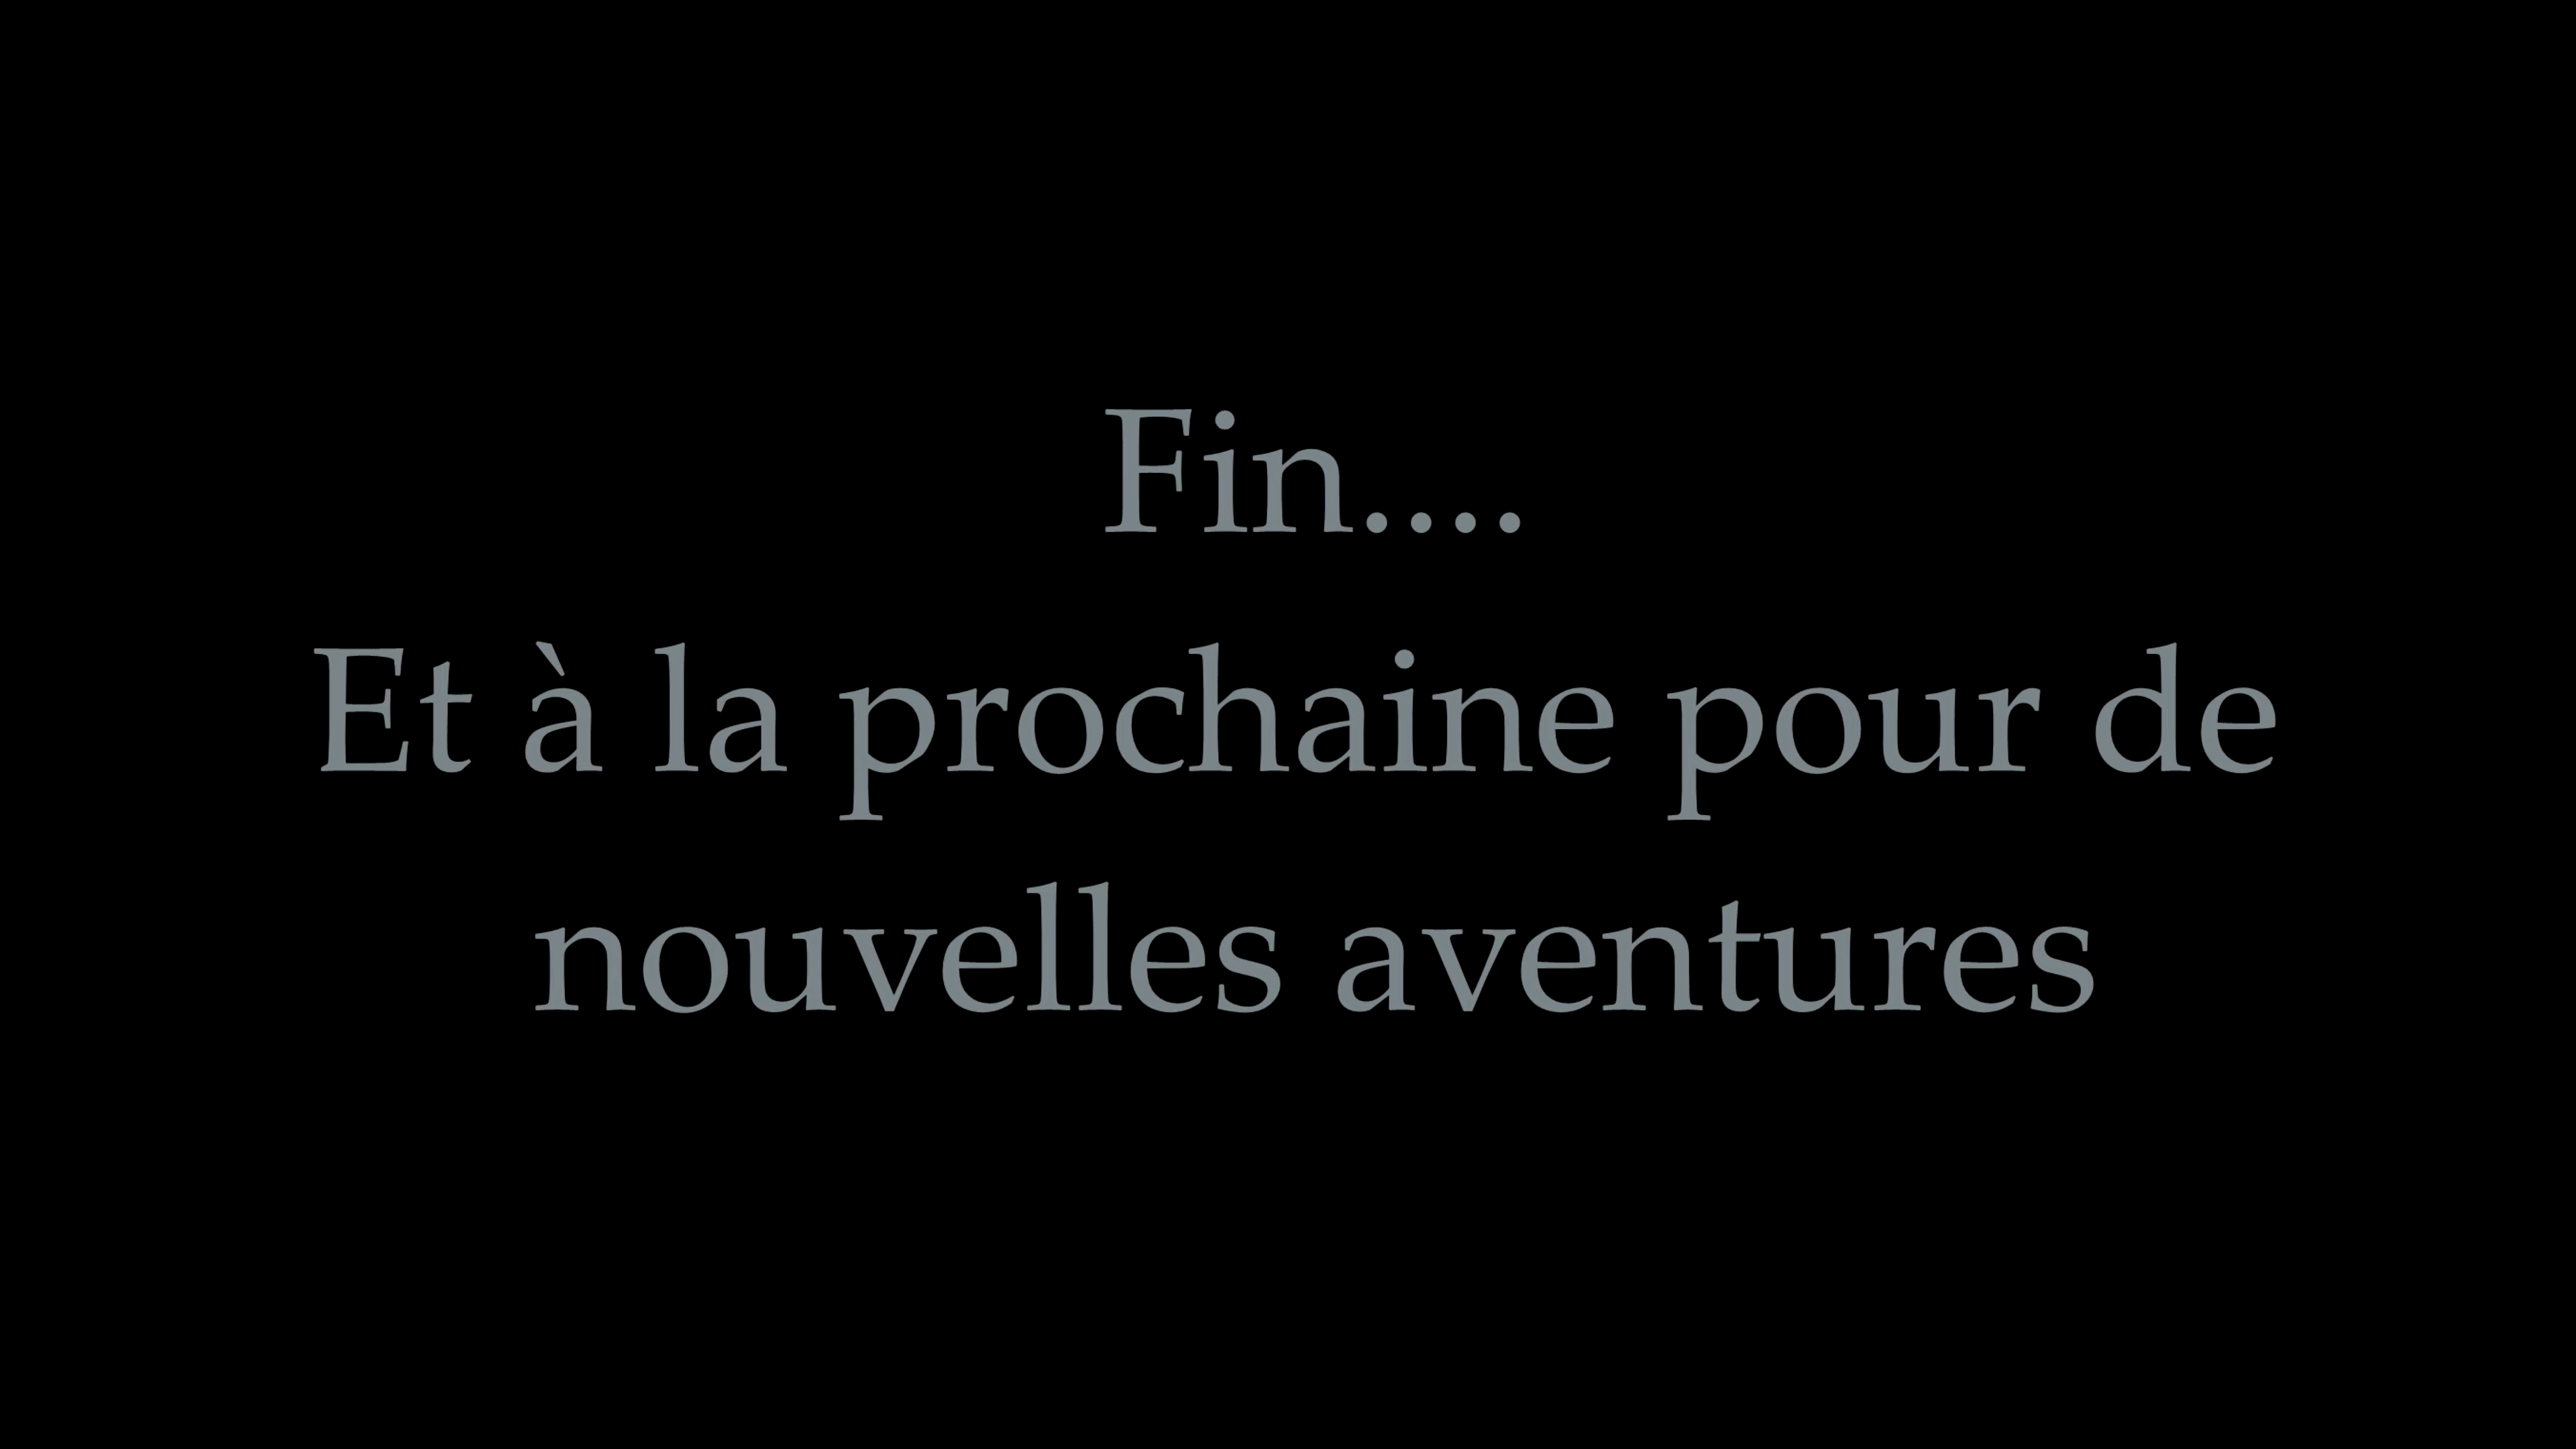 Fin....
Et à la prochaine pour de
nouvelles aventures